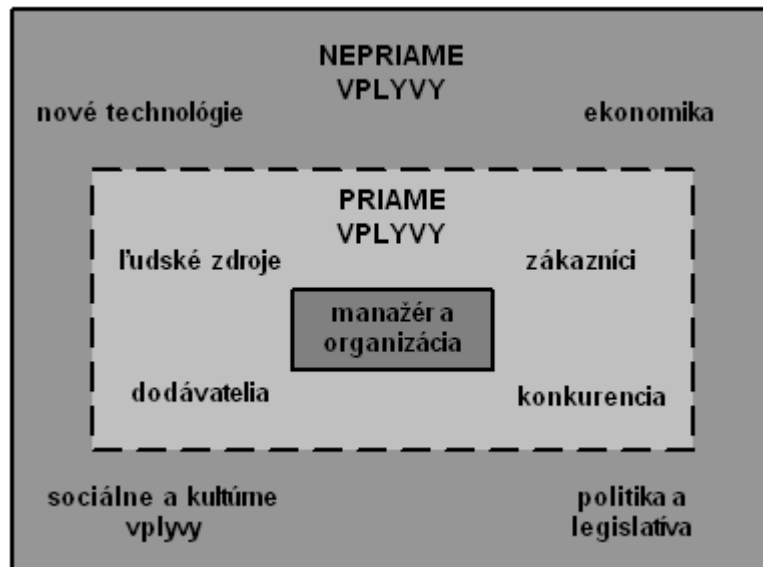 NEPRIAME
VPLYVY
nové technológie
ekonomika
PRIAME
VPLYVY
ľudské zdroje
zákazníci
manažér a
organizácia
dodávatelia
konkurencia
sociálne a kultúrne
vplyvy
politika a
legislatíva